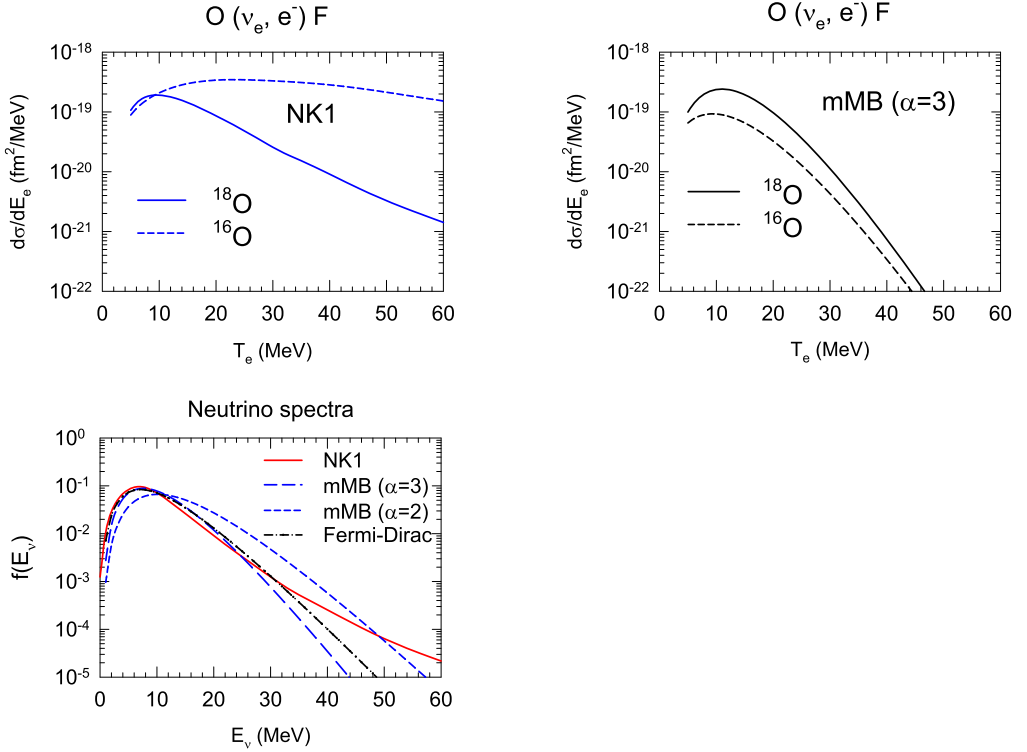 O (νe, e-) F
10-18
10-19
10-20
10-21
10-22
dσ/dEe (fm2/MeV)
NK1
18O
16O
0 10 20 30 40 50 60
Te (MeV)
O (νe, e-) F
10-18
10-19
10-20
10-21
10-22
dσ/dEe (fm2/MeV)
mMB (α=3)
18O
16O
0 10 20 30 40 50 60
Te (MeV)
Neutrino spectra
100
10-1
10-2
10-3
10-4
10-5
f(Eν)
NK1
mMB (α=3)
mMB (α=2)
Fermi-Dirac
0 10 20 30 40 50 60
Eν (MeV)